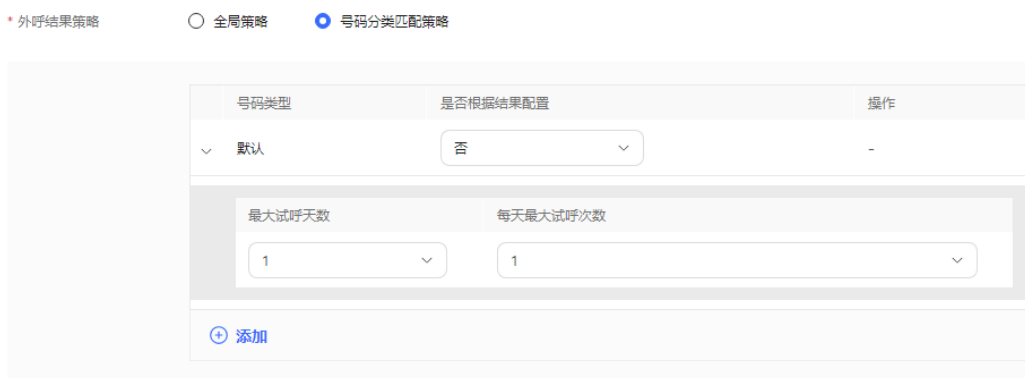 * 外呼结果策略 全局策略 号码分类匹配策略
号码类型 是否根据结果配置 操作
默认 否 -
最大试呼天数 每天最大试呼次数
1 1
添加